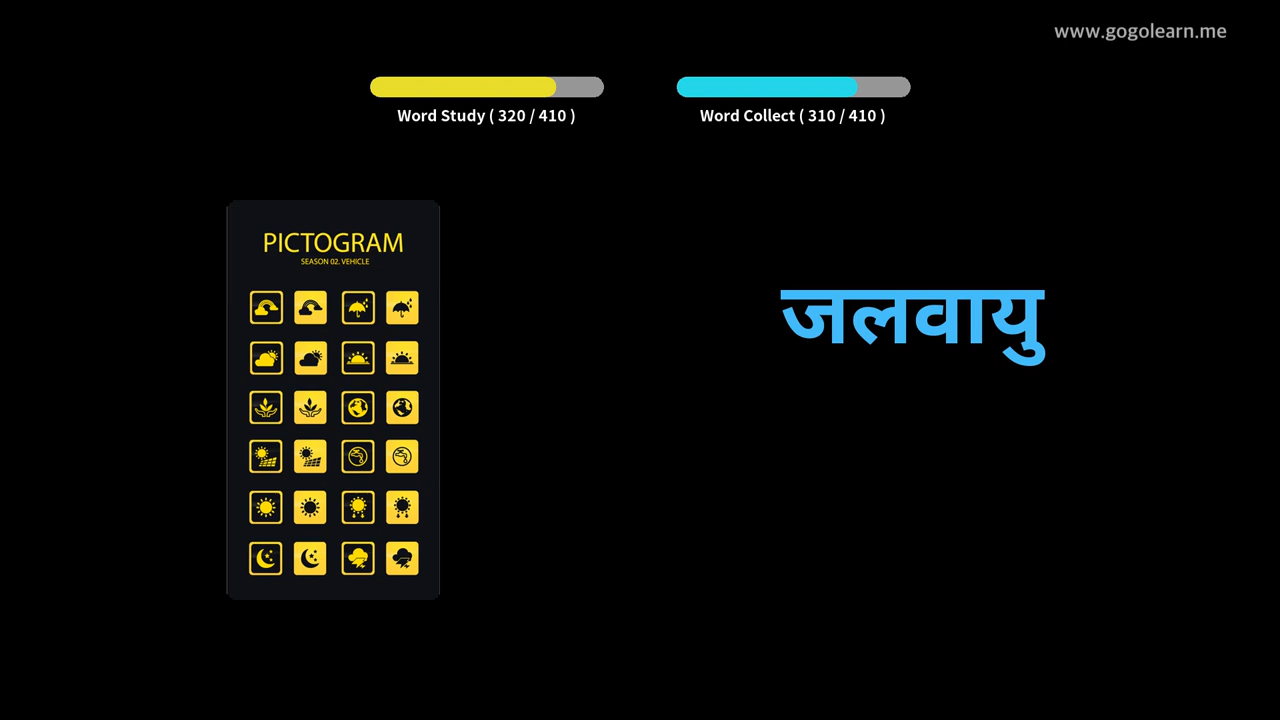 www.gogolearn.me
Word Study ( 320 / 410 )
Word Collect ( 310 / 410 )
PICTOGRAM
SEASON 02. VEHICLE
जलवायु